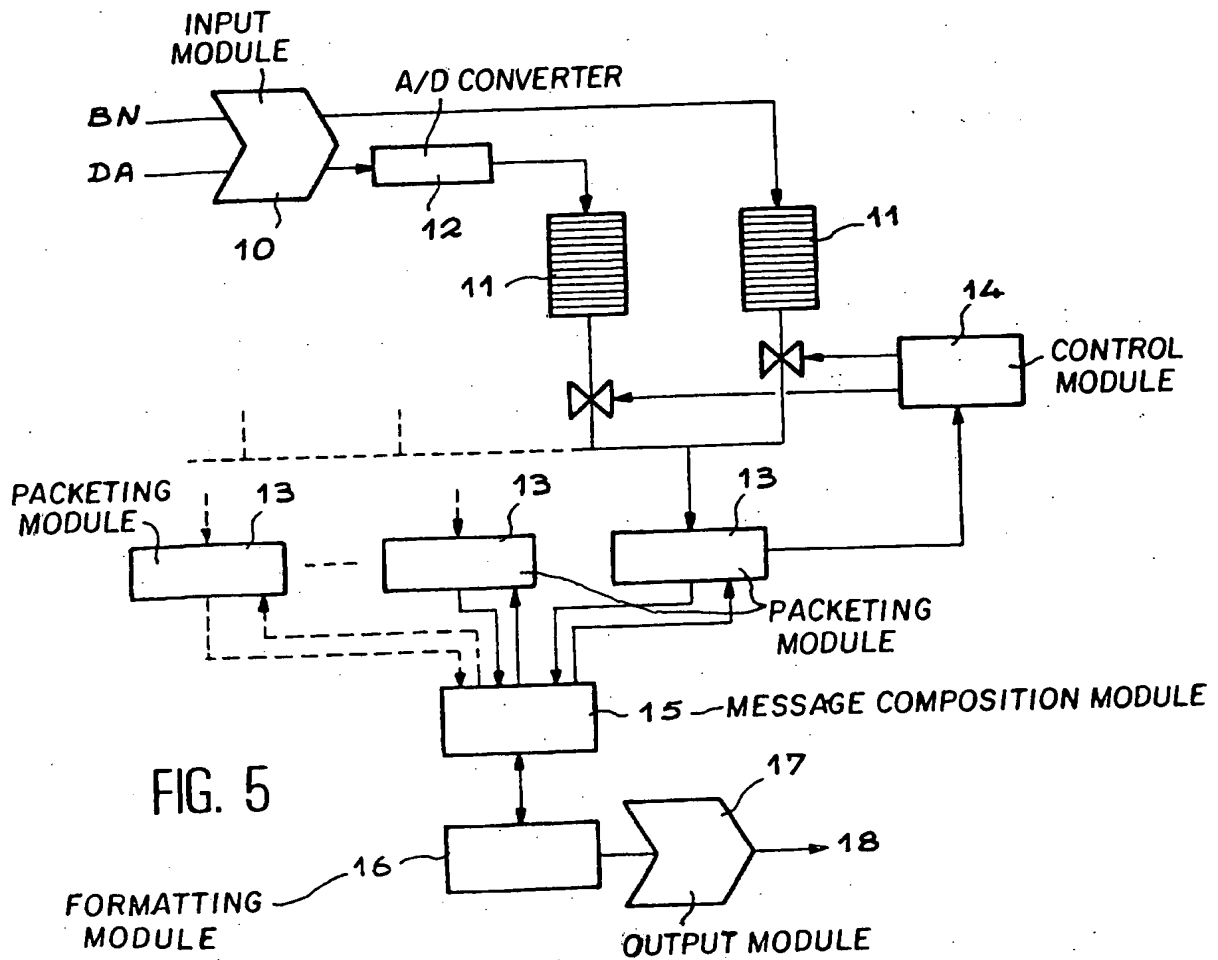 INPUT
MODULE
A/D CONVERTER
BN
DA
10
12
11
11
14
CONTROL
MODULE
PACKETING
MODULE
13
13
13
PACKETING
MODULE
15
MESSAGE COMPOSITION MODULE
FIG. 5
17
16
18
FORMATTING
MODULE
OUTPUT MODULE